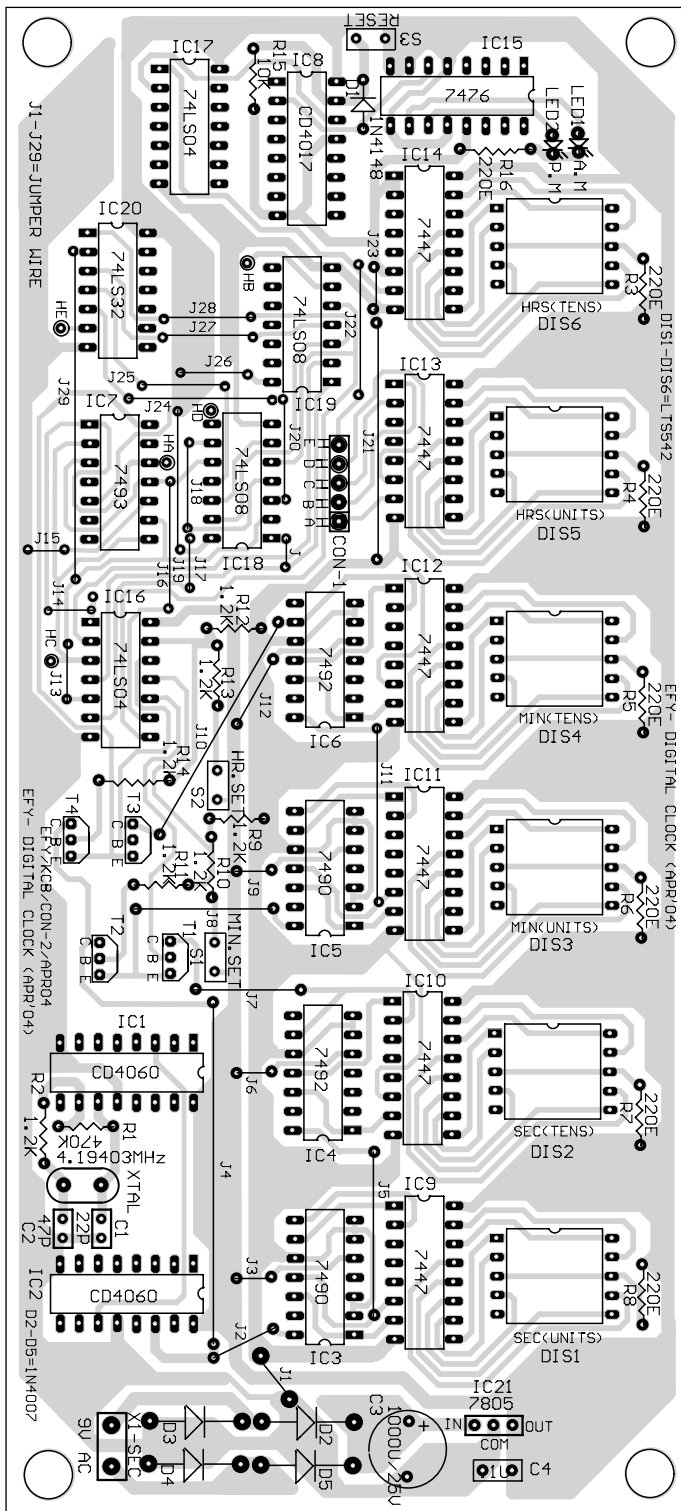 S3
RESET
IC17
74LS04
R15
10K
IC8
CD4017
D1
1N4148
IC15
7476
LED2
LED1
P.M
A.M
R16
220E
J1-J29=JUMPER WIRE
IC14
7447
HRS(TENS)
DIS6
220E
R3
DIS1-DIS6=LTS542
IC20
74LS32
HE
HB
J28
J27
74LS08
IC19
J22
J23
J26
J25
J29
J24
HD
IC7
7493
HA
J18
74LS08
IC18
J20
J21
E D C B A
H H H H H
CON-1
IC13
7447
HRS(UNITS)
DIS5
220E
R4
J15
J16
J19
J17
J
J14
IC16
74LS04
HC
J13
R12
1.2K
R13
1.2K
J12
7492
IC6
IC12
7447
MIN(TENS)
DIS4
220E
R5
EFY- DIGITAL CLOCK (APR'04)
J10
HR.SET
S2
R14
1.2K
J11
IC11
7447
MIN(UNITS)
DIS3
220E
R6
T4
C B E
T3
C B E
R9
1.2K
R10
1.2
R11
1.2K
J9
7490
IC5
J8
MIN.SET
S1
T2
C B E
T1
C B E
EFY/KCB/CON-2/APR04
EFY- DIGITAL CLOCK (APR'04)
J7
IC10
7447
7492
IC4
J6
SEC(TENS)
DIS2
220E
R7
IC1
CD4060
R2
1.2K
R1
470K
4.19403MHz
XTAL
J4
J5
C2
47P
22P
C1
IC2
CD4060
J3
7490
IC3
IC9
7447
SEC(UNITS)
DIS1
220E
R8
J2
D2-D5=1N4007
J1
9V AC
X1-SEC
D3
D2
D4
D5
C3
1000U/25V
+
IC21
7805
IN
OUT
COM
.1U
C4